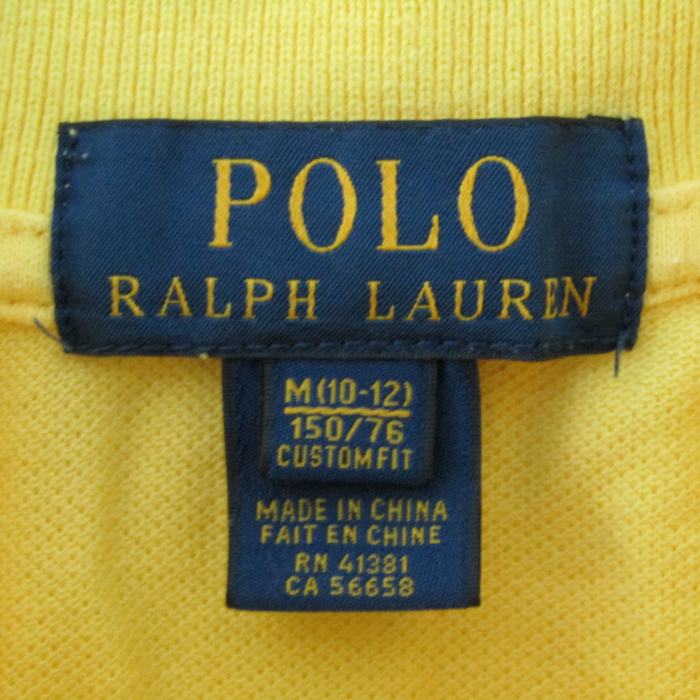 POLO
RALPH LAUREN
M (10-12)
150/76
CUSTOM FIT
MADE IN CHINA
FAIT EN CHINE
RN 41381
CA 56658